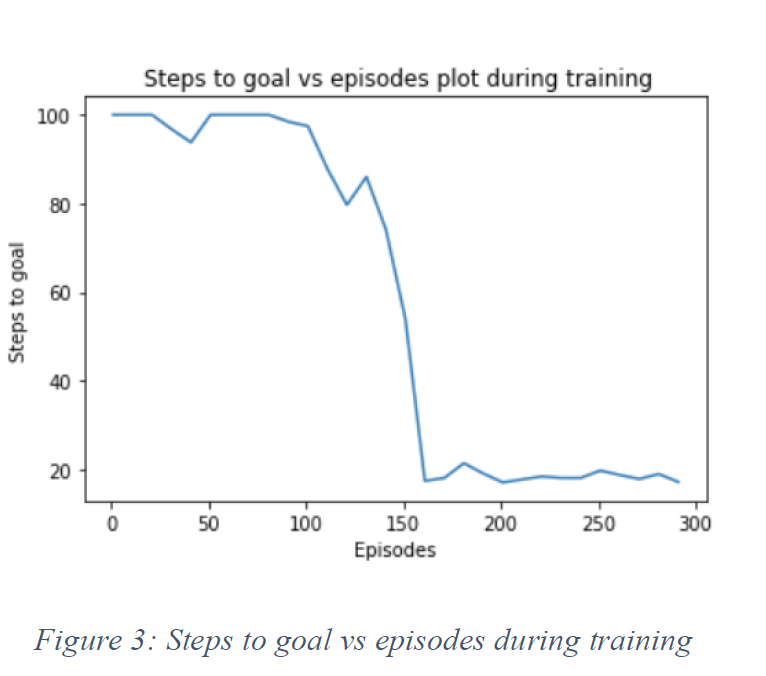 Steps to goal vs episodes plot during training
100
80
60
40
20
Steps to goal
0 50 100 150 200 250 300
Episodes
Figure 3: Steps to goal vs episodes during training